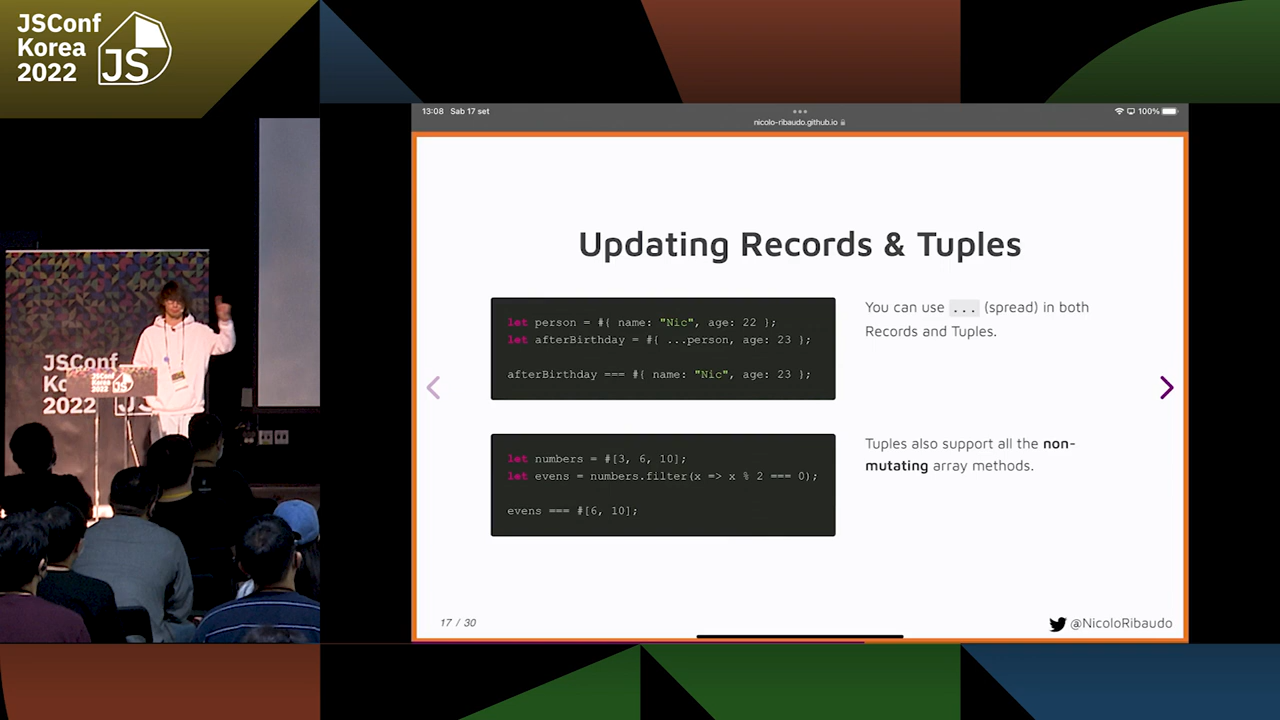 JSConf
Korea
2022
JS
13:08 Sab 17 set
nicolo-ribaudo.github.io
100%
Updating Records & Tuples
let person = #{ name: "Nic", age: 22 };
let afterBirthday = #{ ...person, age: 23 };
afterBirthday === #{ name: "Nic", age: 23 };
You can use ... (spread) in both
Records and Tuples.
let numbers = #[3, 6, 10];
let evens = numbers.filter(x => x % 2 === 0);
evens === #[6, 10];
Tuples also support all the non-
mutating array methods.
17 / 30
@NicoloRibaudo
JSConf
2022
JSConf
Korea
2022
JS